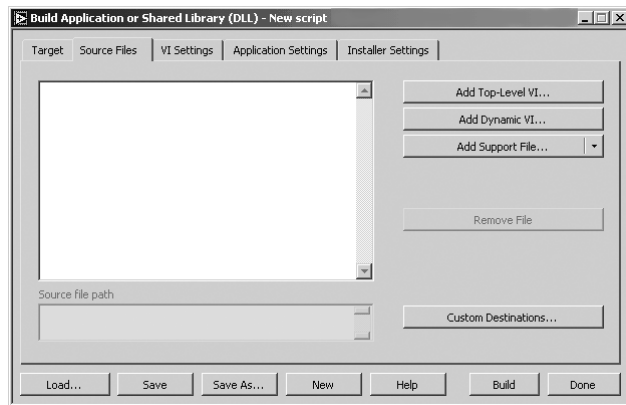 Build Application or Shared Library (DLL) - New script
Target Source Files VI Settings Application Settings Installer Settings
Add Top-Level VI...
Add Dynamic VI...
Add Support File...
Remove File
Source file path
Custom Destinations...
Load... Save Save As... New Help Build Done